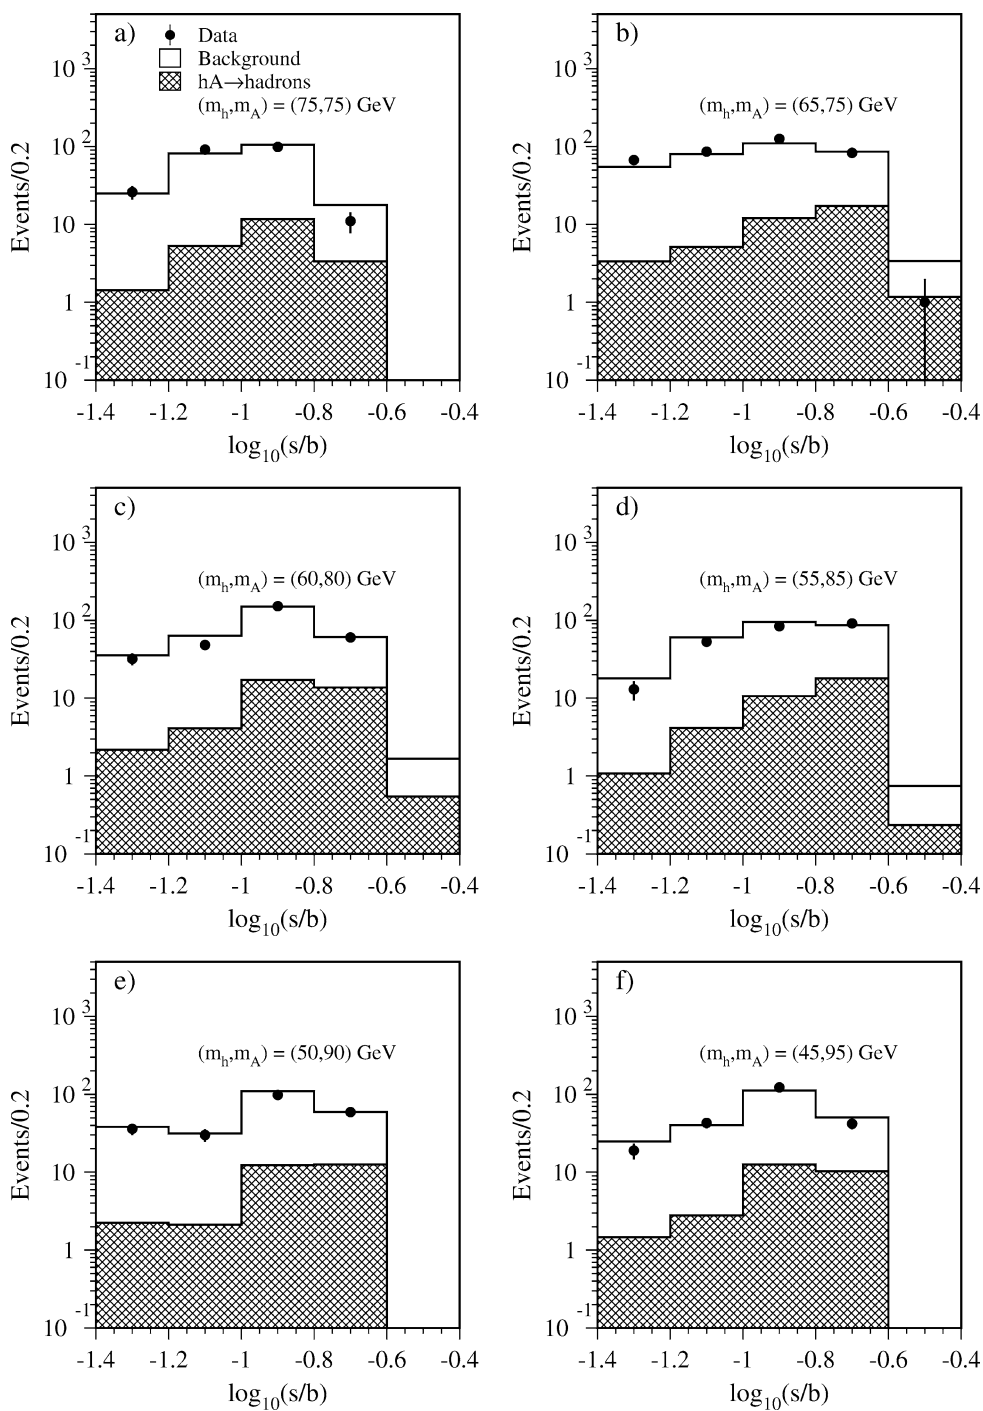 a)
Data
Background
hA→hadrons
(m_h,m_A) = (75,75) GeV
Events/0.2
10^3
10^2
10
1
10^-1
-1.4 -1.2 -1 -0.8 -0.6 -0.4
log_10(s/b)
b)
(m_h,m_A) = (65,75) GeV
Events/0.2
10^3
10^2
10
1
10^-1
-1.4 -1.2 -1 -0.8 -0.6 -0.4
log_10(s/b)
c)
(m_h,m_A) = (60,80) GeV
Events/0.2
10^3
10^2
10
1
10^-1
-1.4 -1.2 -1 -0.8 -0.6 -0.4
log_10(s/b)
d)
(m_h,m_A) = (55,85) GeV
Events/0.2
10^3
10^2
10
1
10^-1
-1.4 -1.2 -1 -0.8 -0.6 -0.4
log_10(s/b)
e)
(m_h,m_A) = (50,90) GeV
Events/0.2
10^3
10^2
10
1
10^-1
-1.4 -1.2 -1 -0.8 -0.6 -0.4
log_10(s/b)
f)
(m_h,m_A) = (45,95) GeV
Events/0.2
10^3
10^2
10
1
10^-1
-1.4 -1.2 -1 -0.8 -0.6 -0.4
log_10(s/b)